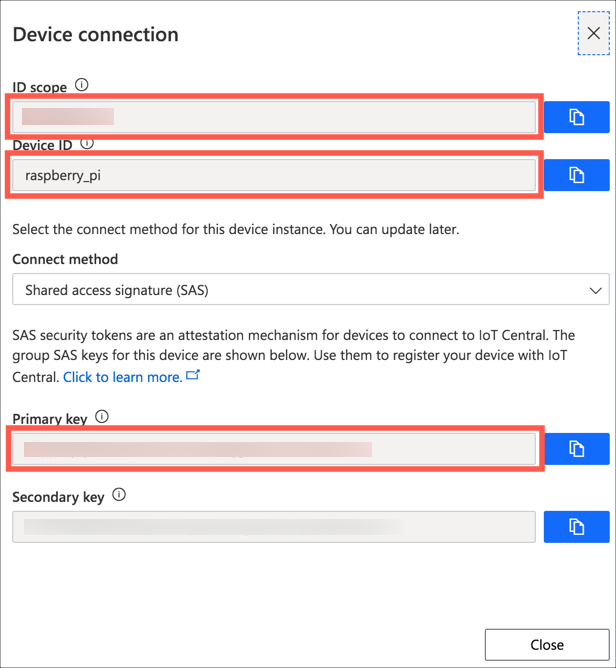 Device connection
ID scope
Device ID
raspberry_pi
Select the connect method for this device instance. You can update later.
Connect method
Shared access signature (SAS)
SAS security tokens are an attestation mechanism for devices to connect to IoT Central. The
group SAS keys for this device are shown below. Use them to register your device with IoT
Central. Click to learn more.
Primary key
Secondary key
Close